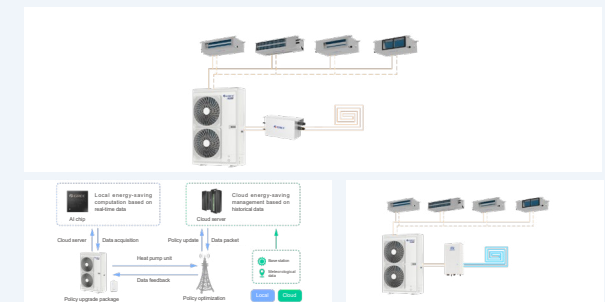 Local energy-saving
computation based on
real-time data
AI chip
Cloud energy-saving
management based on
historical data
Cloud server
Cloud server
Data acquisition
Policy update
Data packet
Heat pump unit
Data feedback
Base station
Meteorological
data
Policy upgrade package
Policy optimization
Local
Cloud